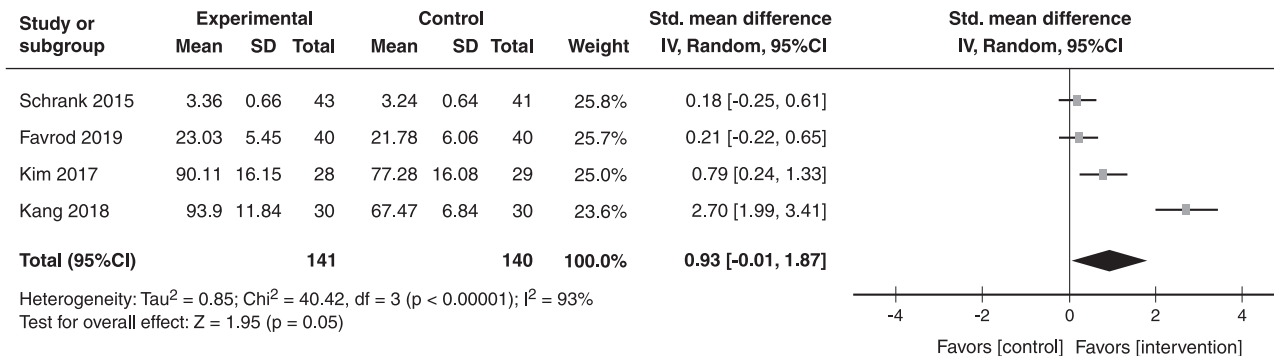 Study or subgroup Experimental Control Weight Std. mean difference IV, Random, 95%CI Std. mean difference IV, Random, 95%CI
Mean SD Total Mean SD Total
Schrank 2015 3.36 0.66 43 3.24 0.64 41 25.8% 0.18 [-0.25, 0.61]
Favrod 2019 23.03 5.45 40 21.78 6.06 40 25.7% 0.21 [-0.22, 0.65]
Kim 2017 90.11 16.15 28 77.28 16.08 29 25.0% 0.79 [0.24, 1.33]
Kang 2018 93.9 11.84 30 67.47 6.84 30 23.6% 2.70 [1.99, 3.41]
Total (95%CI) 141 140 100.0% 0.93 [-0.01, 1.87]
Heterogeneity: Tau² = 0.85; Chi² = 40.42, df = 3 (p < 0.00001); I² = 93%
Test for overall effect: Z = 1.95 (p = 0.05)
-4 -2 0 2 4
Favors [control] Favors [intervention]